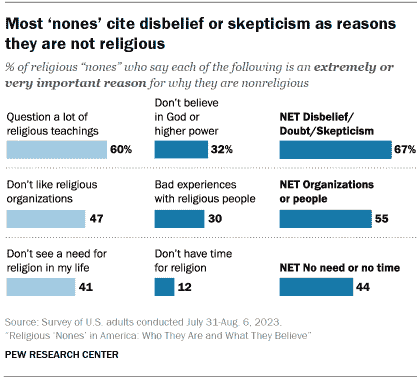 Most ‘nones’ cite disbelief or skepticism as reasons
they are not religious
% of religious “nones” who say each of the following is an extremely or
very important reason for why they are nonreligious
Question a lot of
religious teachings
60%
Don’t believe
in God or
higher power
32%
NET Disbelief/
Doubt/Skepticism
67%
Don’t like religious
organizations
47
Bad experiences
with religious people
30
NET Organizations
or people
55
Don’t see a need for
religion in my life
41
Don’t have time
for religion
12
NET No need or no time
44
Source: Survey of U.S. adults conducted July 31-Aug. 6, 2023.
“Religious ‘Nones’ in America: Who They Are and What They Believe”
PEW RESEARCH CENTER